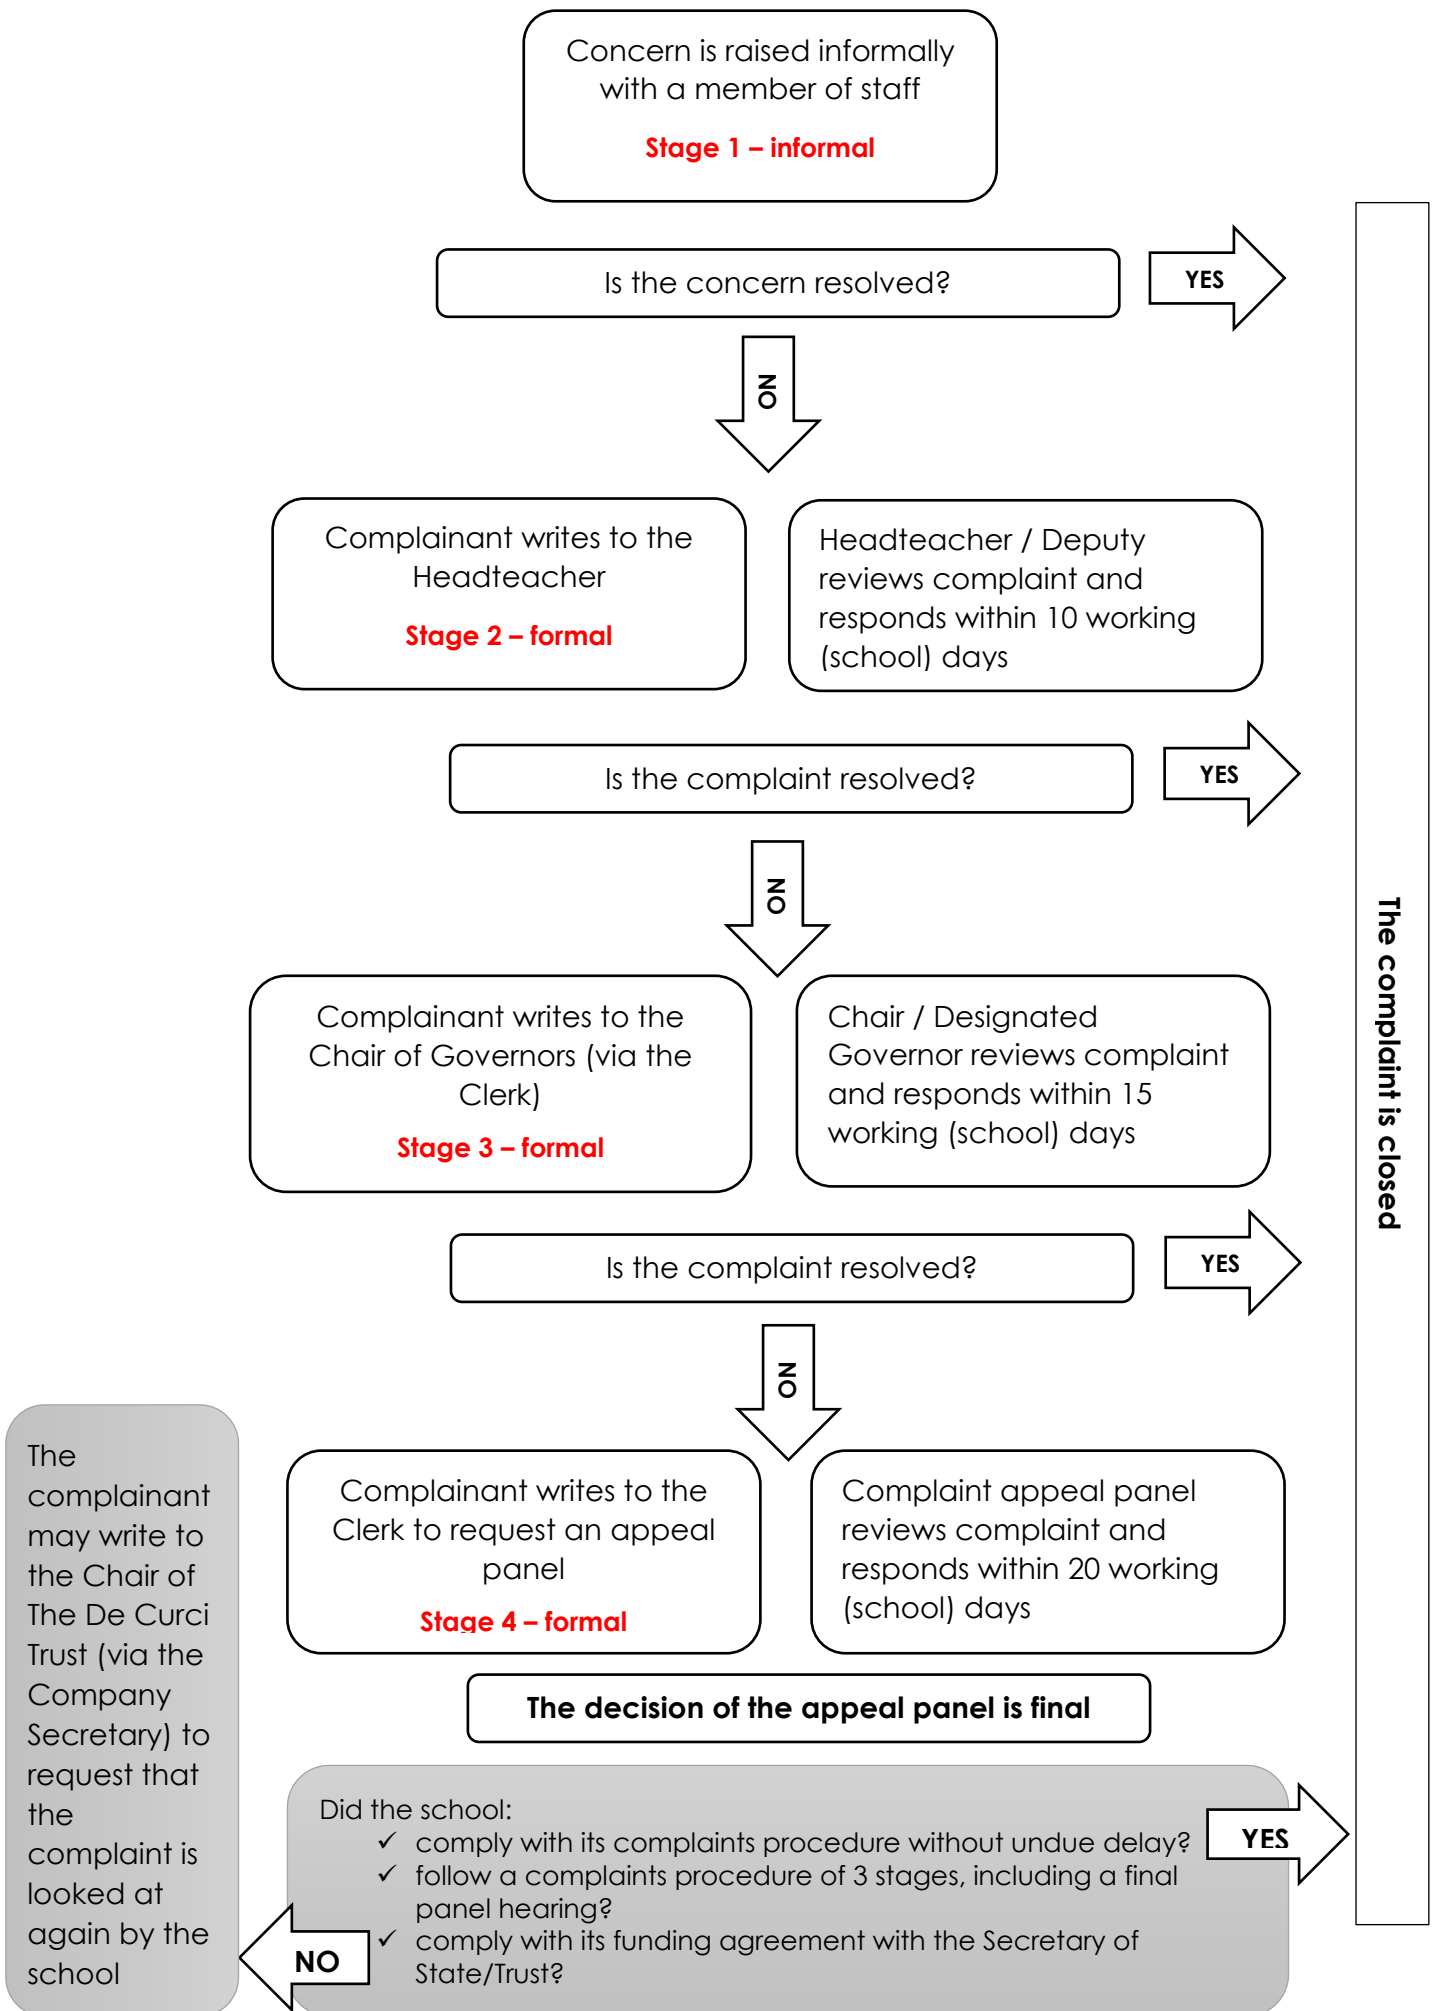 Concern is raised informally
with a member of staff
Stage 1 – informal
Is the concern resolved?
YES
NO
Complainant writes to the
Headteacher
Stage 2 – formal
Headteacher / Deputy
reviews complaint and
responds within 10 working
(school) days
Is the complaint resolved?
YES
NO
Complainant writes to the
Chair of Governors (via the
Clerk)
Stage 3 – formal
Chair / Designated
Governor reviews complaint
and responds within 15
working (school) days
Is the complaint resolved?
YES
NO
Complainant writes to the
Clerk to request an appeal
panel
Stage 4 – formal
Complaint appeal panel
reviews complaint and
responds within 20 working
(school) days
The decision of the appeal panel is final
Did the school:
✓ comply with its complaints procedure without undue delay?
✓ follow a complaints procedure of 3 stages, including a final
panel hearing?
✓ comply with its funding agreement with the Secretary of
State/Trust?
YES
NO
The
complainant
may write to
the Chair of
The De Curci
Trust (via the
Company
Secretary) to
request that
the
complaint is
looked at
again by the
school
The complaint is closed